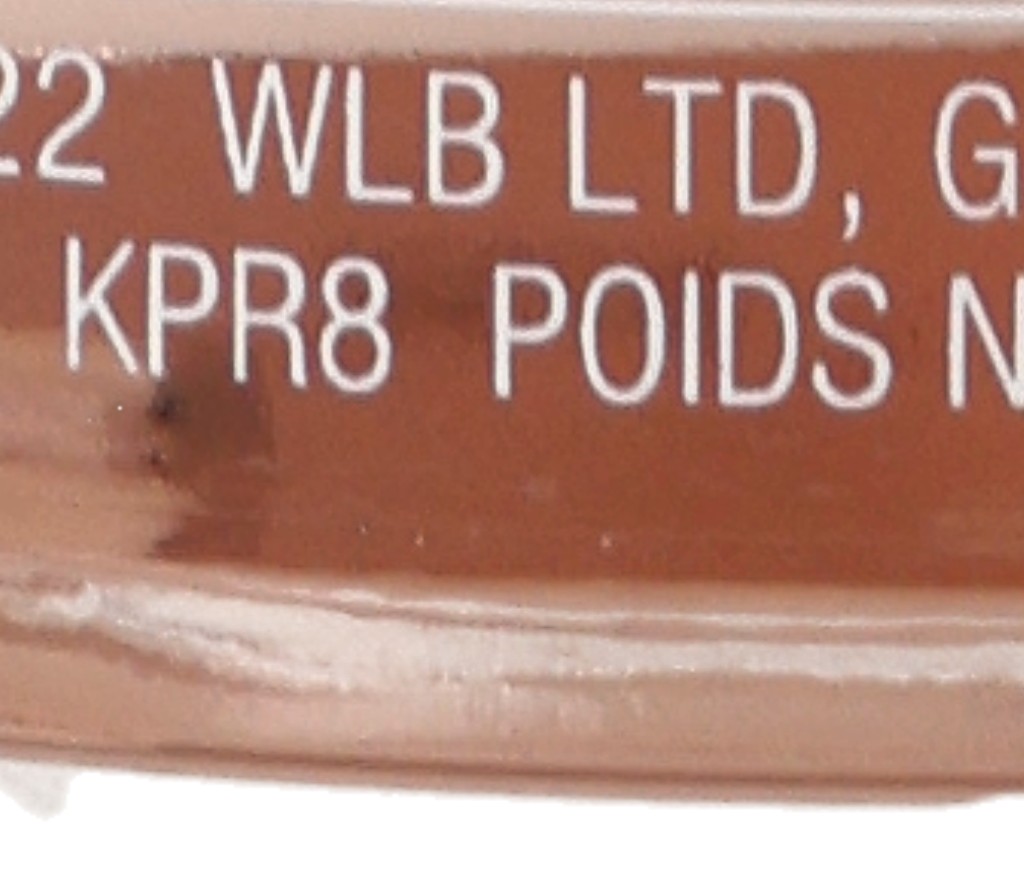 22 WLB LTD, G
KPR8 POIDS N